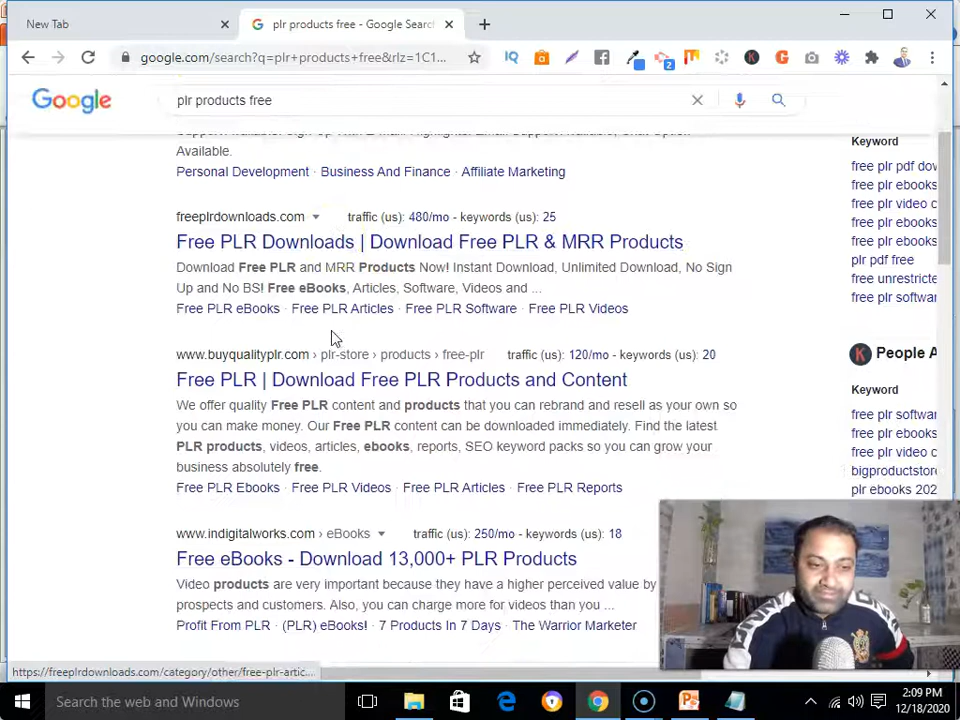 New Tab
plr products free - Google Search
google.com/search?q=plr+products+free&rlz=1C1...
Google
plr products free
Available.
Personal Development · Business And Finance · Affiliate Marketing
freeplrdownloads.com traffic (us): 480/mo - keywords (us): 25
Free PLR Downloads | Download Free PLR & MRR Products
Download Free PLR and MRR Products Now! Instant Download, Unlimited Download, No Sign
Up and No BS! Free eBooks, Articles, Software, Videos and ...
Free PLR eBooks · Free PLR Articles · Free PLR Software · Free PLR Videos
www.buyqualityplr.com › plr-store › products › free-plr traffic (us): 120/mo - keywords (us): 20
Free PLR | Download Free PLR Products and Content
We offer quality Free PLR content and products that you can rebrand and resell as your own so
you can make money. Our Free PLR content can be downloaded immediately. Find the latest
PLR products, videos, articles, ebooks, reports, SEO keyword packs so you can grow your
business absolutely free.
Free PLR Ebooks · Free PLR Videos · Free PLR Articles · Free PLR Reports
www.indigitalworks.com › eBooks traffic (us): 250/mo - keywords (us): 18
Free eBooks - Download 13,000+ PLR Products
Video products are very important because they have a higher perceived value by
prospects and customers. Also, you can charge more for videos than you ...
Profit From PLR · (PLR) eBooks! · 7 Products In 7 Days · The Warrior Marketer
Keyword
free plr pdf dov
free plr ebooks
free plr video c
free plr ebooks
plr pdf free
free plr ebooks
free unrestricte
free plr softwar
K People A
Keyword
free plr softwar
free plr ebooks
free plr video c
bigproductstore
plr ebooks 202
https://freeplrdownloads.com/category/other/free-plr-artic...
Search the web and Windows
2:09 PM
12/18/2020